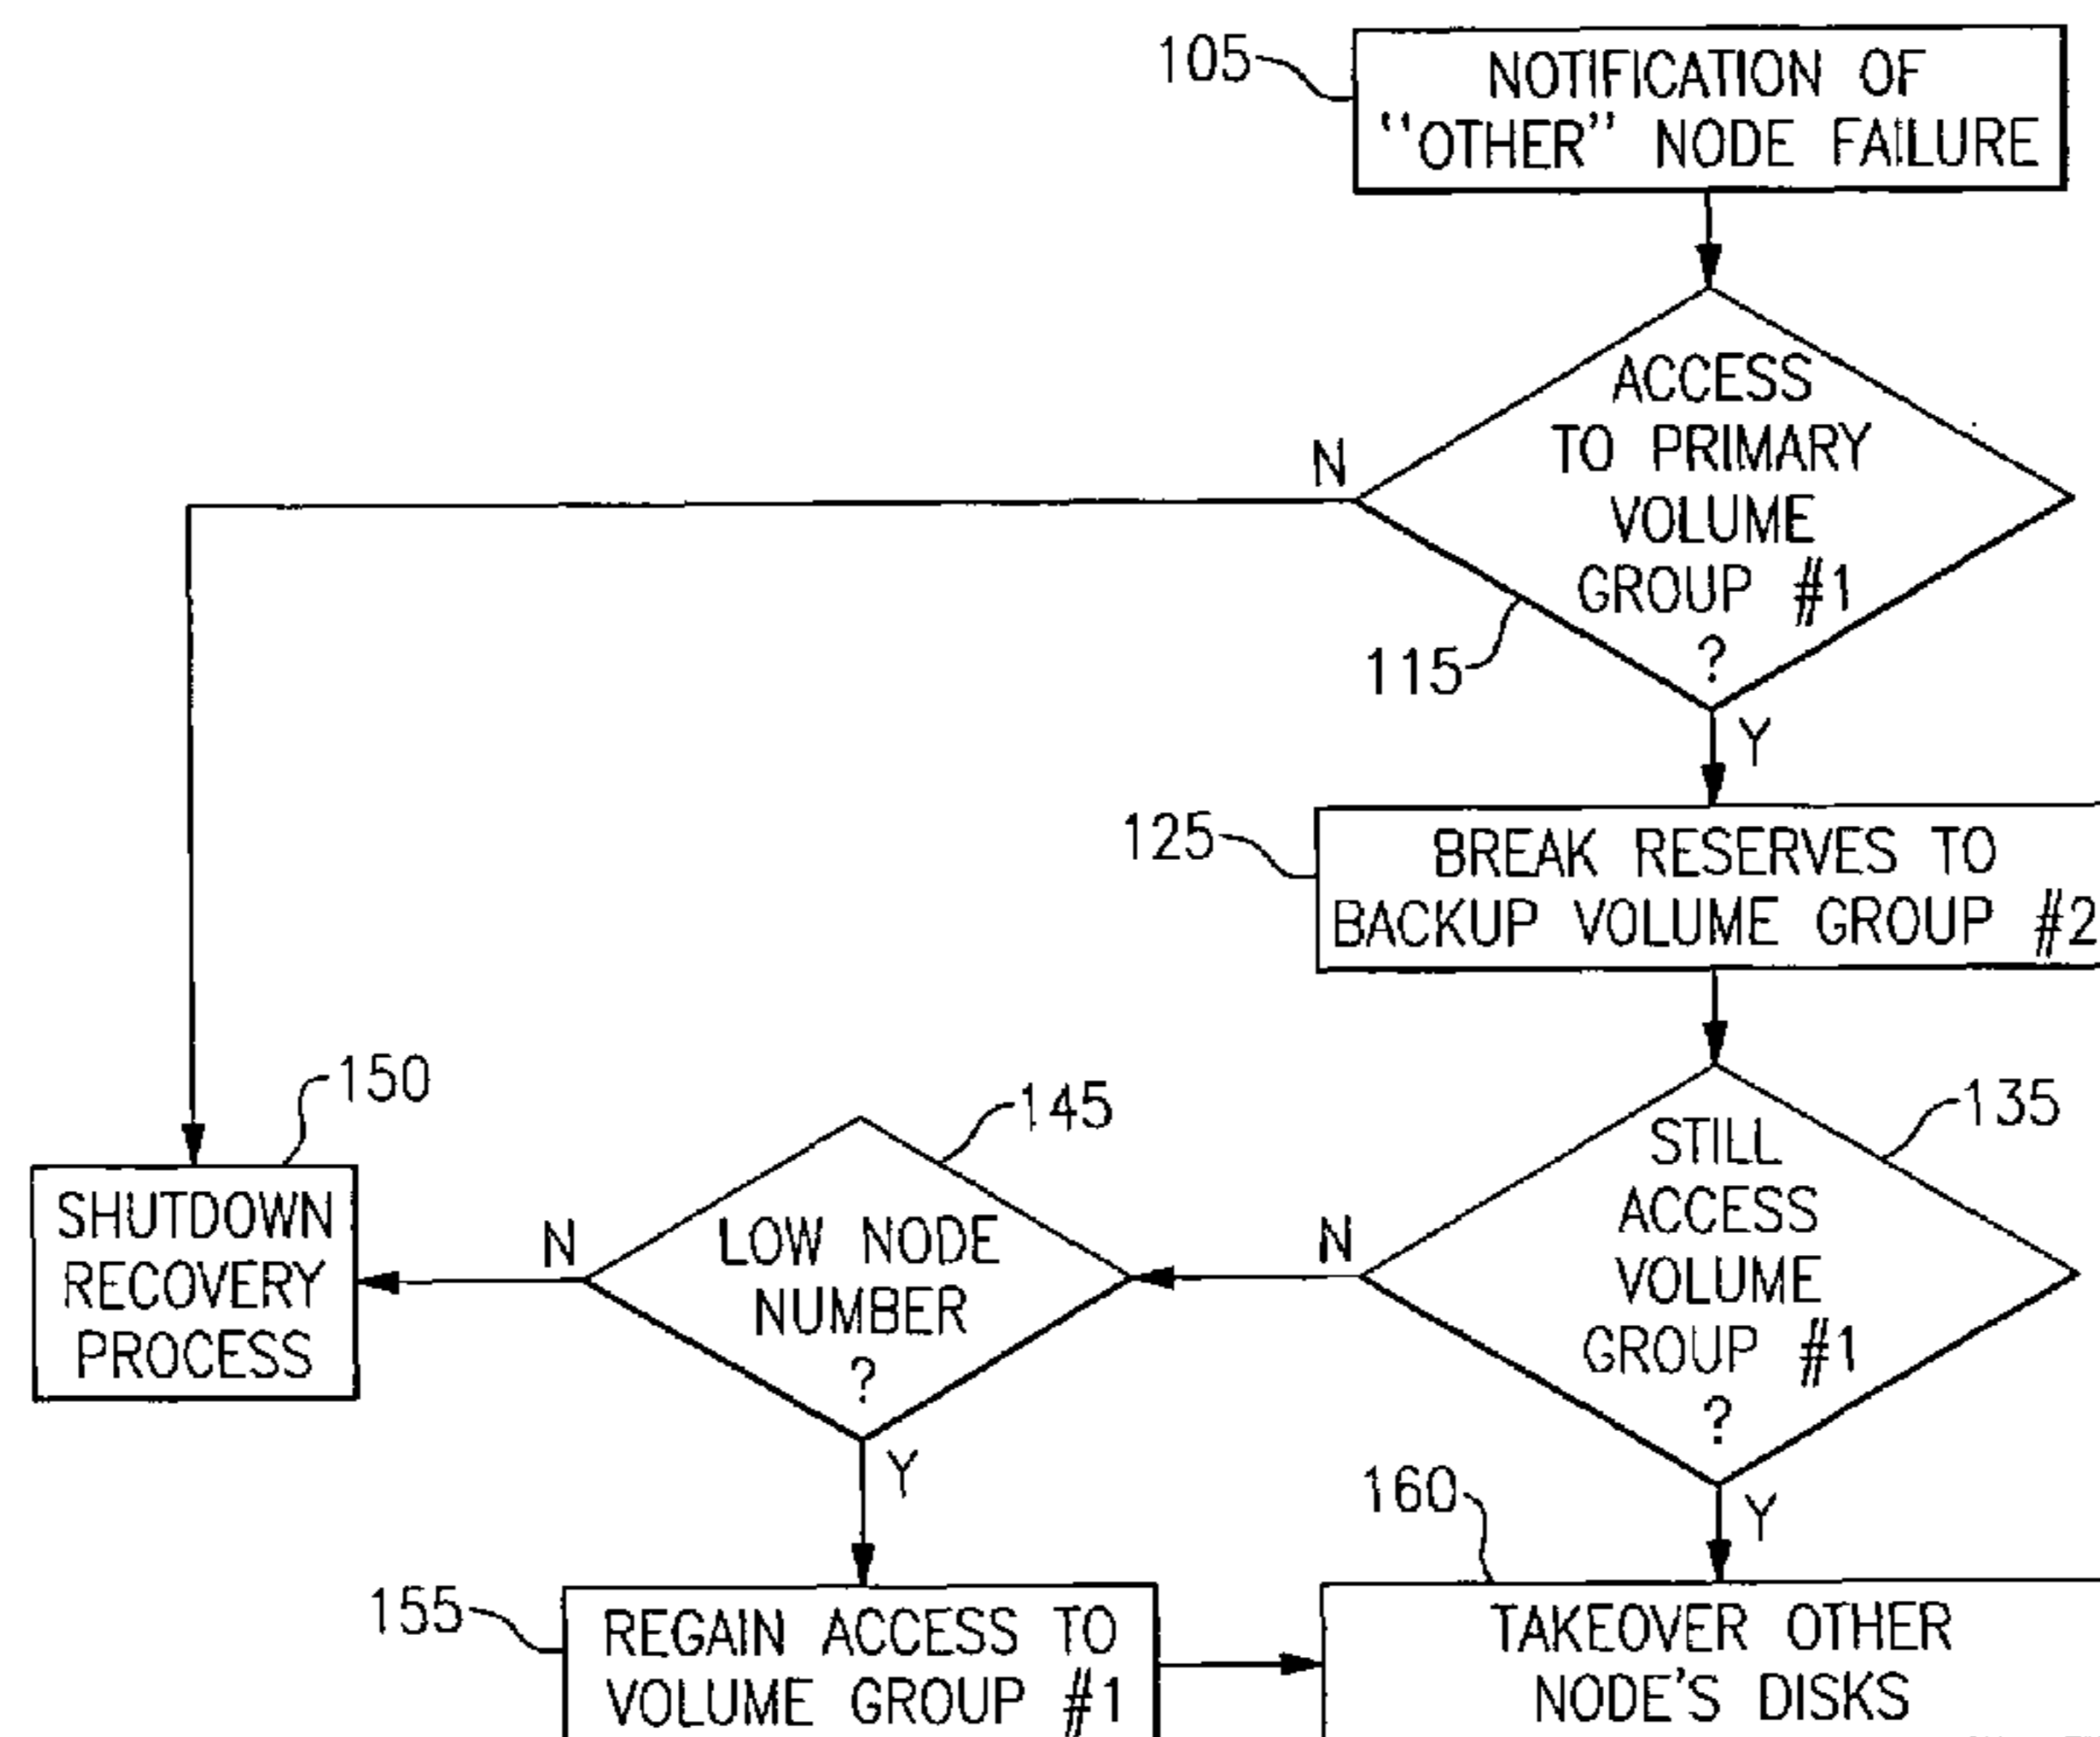 105
NOTIFICATION OF
"OTHER" NODE FAILURE
ACCESS
TO PRIMARY
VOLUME
GROUP #1
?
N
115
Y
125
BREAK RESERVES TO
BACKUP VOLUME GROUP #2
150
SHUTDOWN
RECOVERY
PROCESS
N
145
LOW NODE
NUMBER
?
N
135
STILL
ACCESS
VOLUME
GROUP #1
?
Y
Y
155
REGAIN ACCESS TO
VOLUME GROUP #1
160
TAKEOVER OTHER
NODE'S DISKS